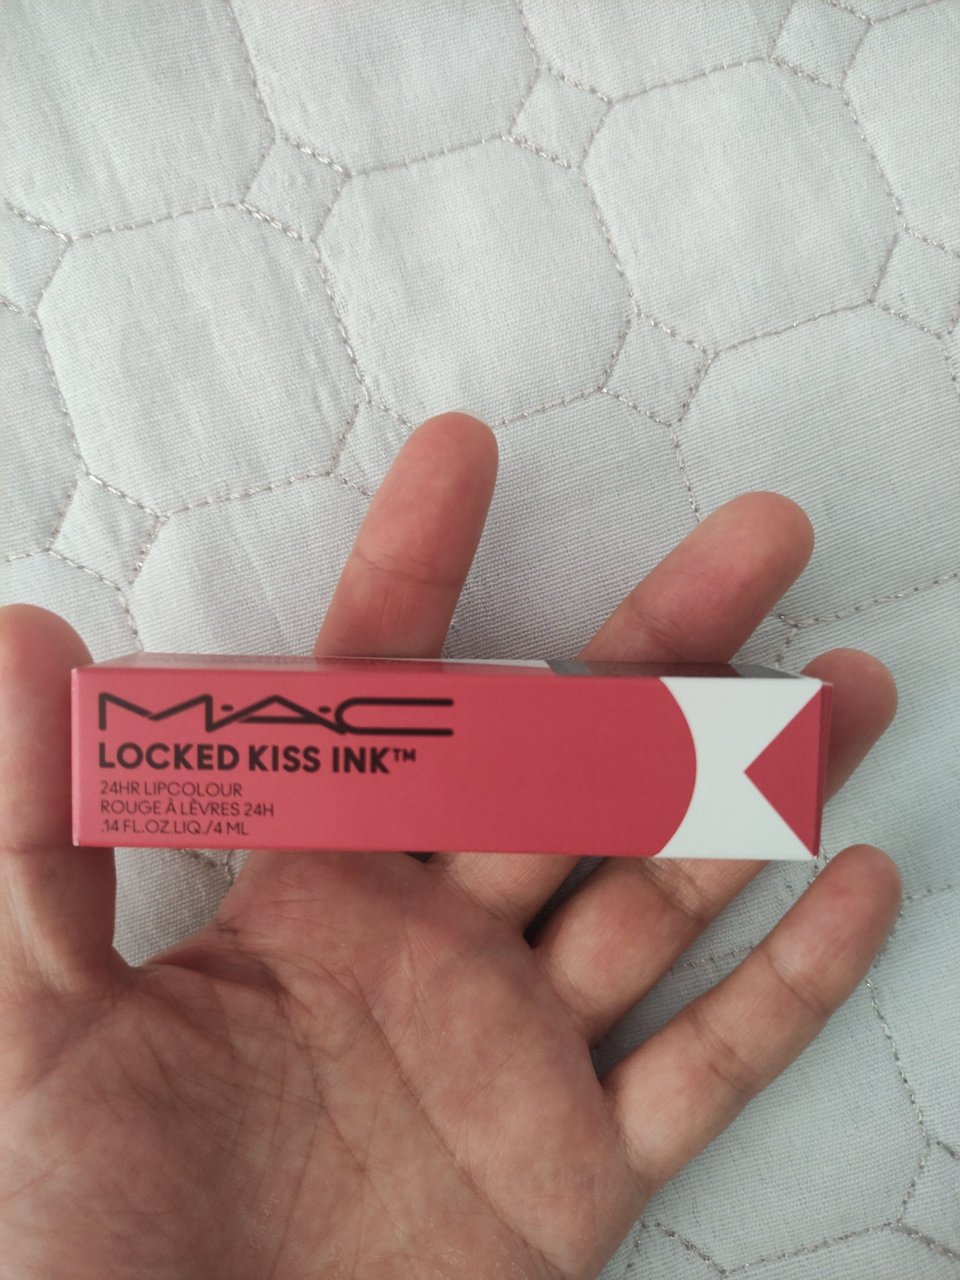 M·A·C
LOCKED KISS INK™
24HR LIPCOLOUR
ROUGE À LÈVRES 24H
.14 FL.OZ.LIQ./4 ML